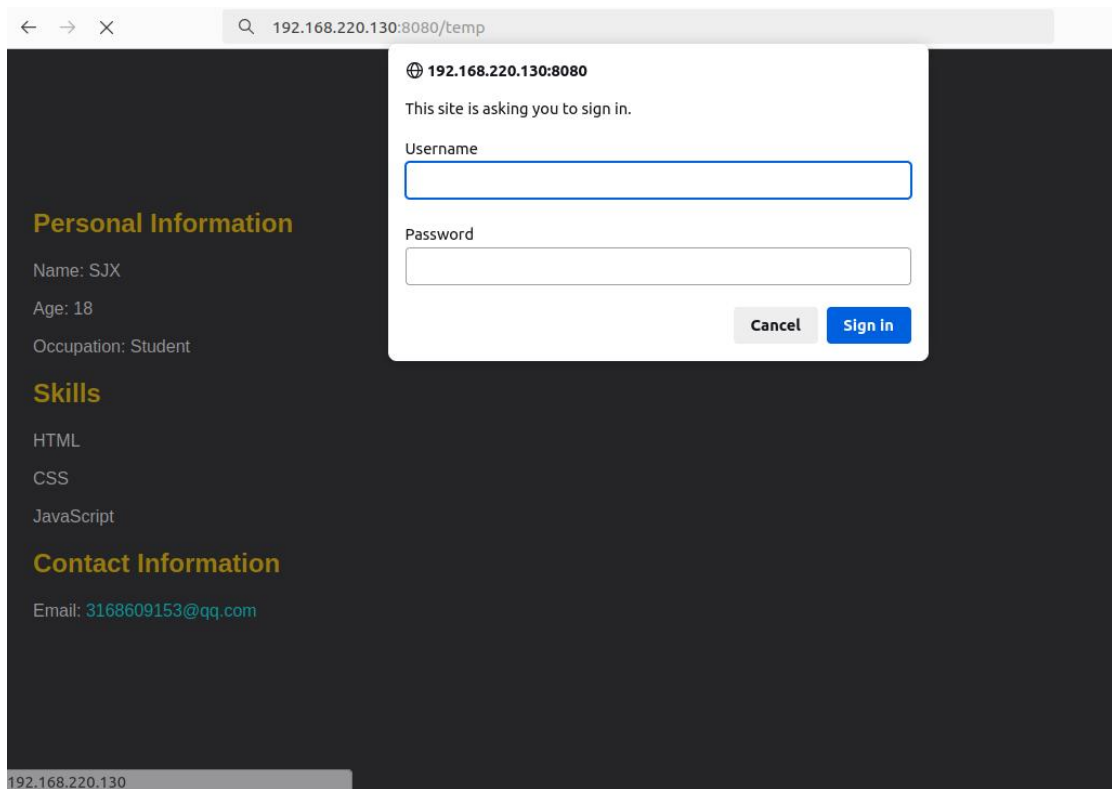 192.168.220.130:8080/temp
192.168.220.130:8080
This site is asking you to sign in.
Username
Password
Cancel Sign in
Personal Information
Name: SJX
Age: 18
Occupation: Student
Skills
HTML
CSS
JavaScript
Contact Information
Email: 3168609153@qq.com
192.168.220.130